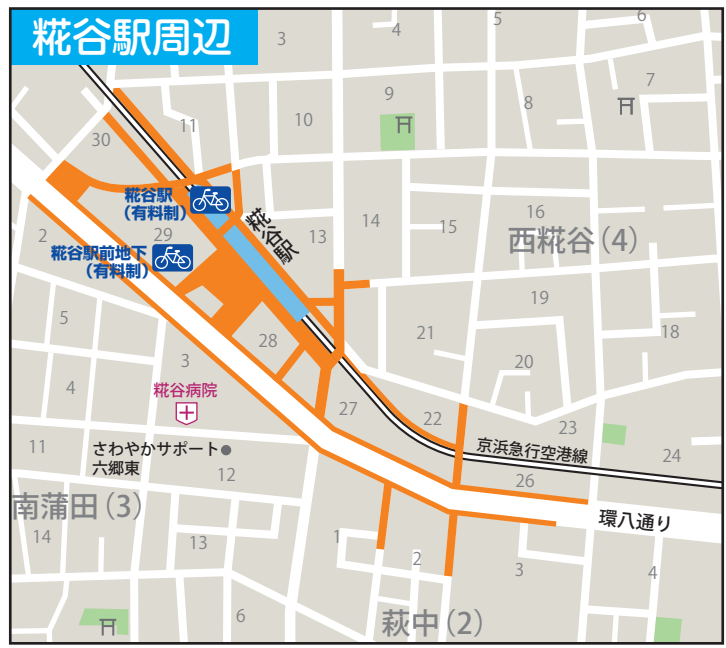 糀谷駅周辺
3
4
5
6
7
9
8
11
10
30
糀谷駅
(有料制)
16
14
15
2
29
糀谷駅
13
西糀谷(4)
糀谷駅前地下
(有料制)
19
5
18
21
28
3
20
4
糀谷病院
27
22
23
11
さわやかサポート
六郷東
京浜急行空港線
24
12
26
南蒲田(3)
環八通り
14
13
1
2
3
4
6
萩中(2)